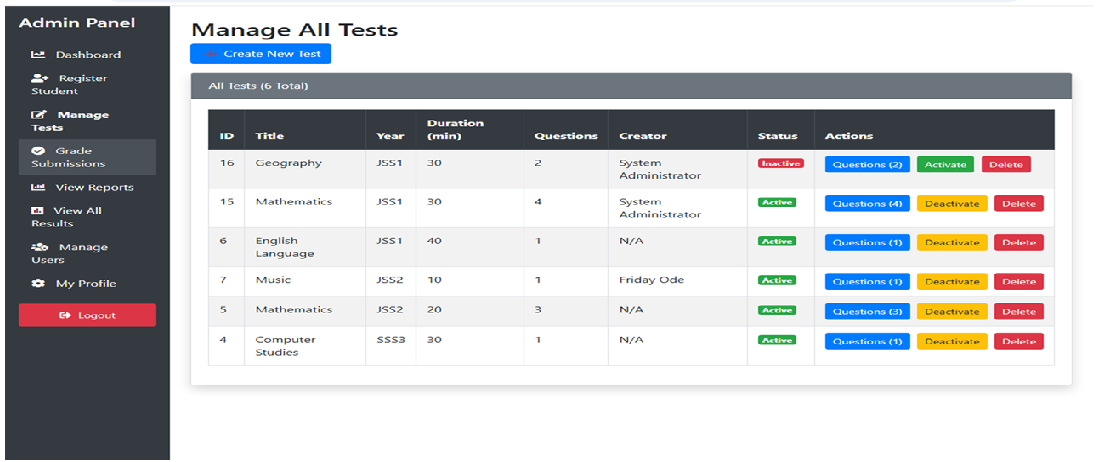 Admin Panel
Dashboard
Register
Student
Manage
Tests
Grade
Submissions
View Reports
View All
Results
Manage
Users
My Profile
Logout
Manage All Tests
+ Create New Test
All Tests (6 Total)
ID Title Year Duration (min) Questions Creator Status Actions
16 Geography JSS1 30 2 System Administrator Inactive Questions (2) Activate Delete
15 Mathematics JSS1 30 4 System Administrator Active Questions (4) Deactivate Delete
6 English Language JSS1 40 1 N/A Active Questions (1) Deactivate Delete
7 Music JSS2 10 1 Friday Ode Active Questions (1) Deactivate Delete
5 Mathematics JSS2 20 3 N/A Active Questions (3) Deactivate Delete
4 Computer Studies SSS3 30 1 N/A Active Questions (1) Deactivate Delete